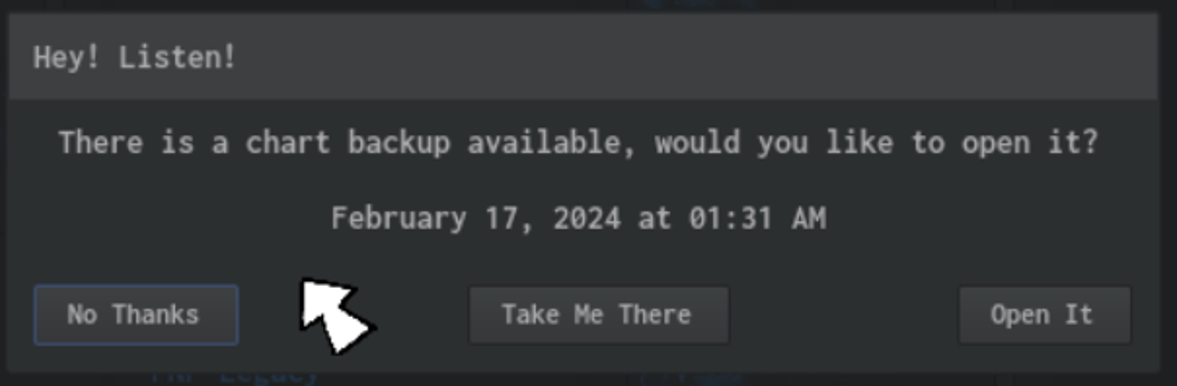 Hey! Listen!
There is a chart backup available, would you like to open it?
February 17, 2024 at 01:31 AM
No Thanks
Take Me There
Open It